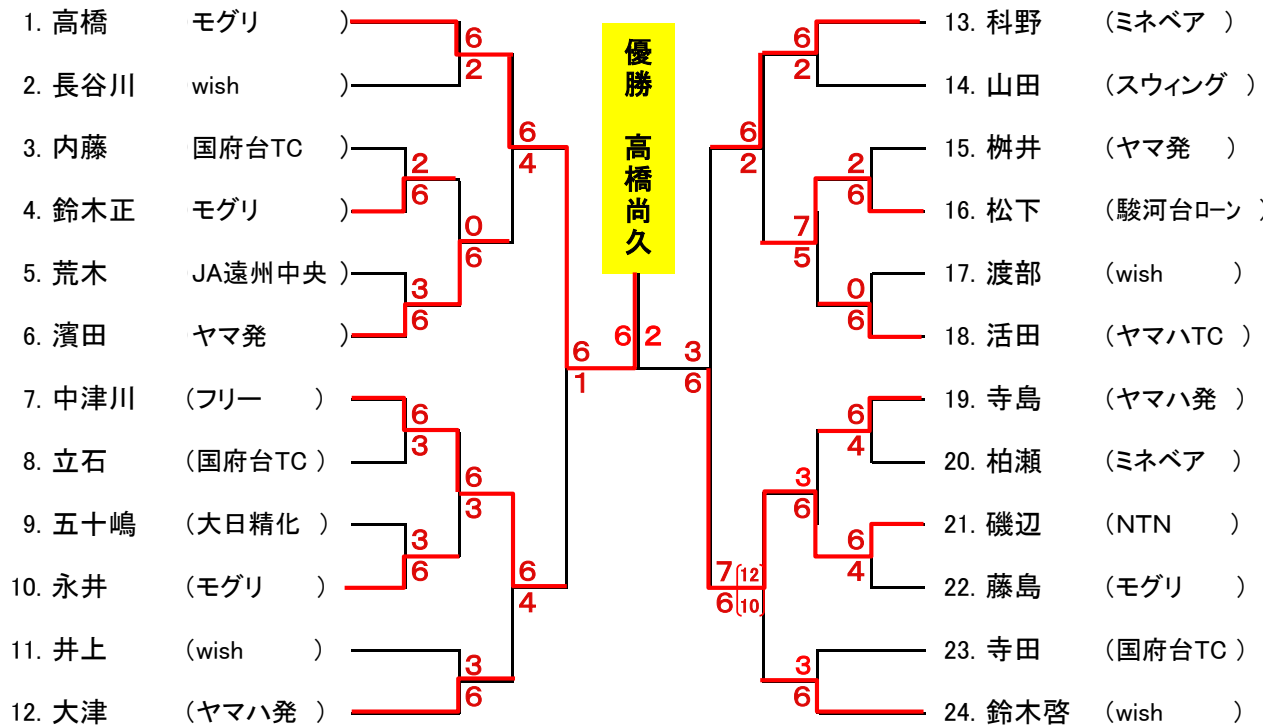 1. 高橋 モグリ )
2. 長谷川 wish )
3. 内藤 国府台TC )
4. 鈴木正 モグリ )
5. 荒木 JA遠州中央 )
6. 濱田 ヤマ発 )
7. 中津川 (フリー )
8. 立石 (国府台TC )
9. 五十嶋 (大日精化 )
10. 永井 (モグリ )
11. 井上 (wish )
12. 大津 (ヤマハ発 )
6
2
2
6
3
6
0
6
6
4
6
3
3
6
6
3
3
6
6
4
6
1
優勝 高橋尚久
6 2
3
6
6
2
6
2
2
6
7
5
0
6
6
4
3
6
6
4
7 [12]
6 [10]
3
6
13. 科野 (ミネベア )
14. 山田 (スウィング )
15. 桝井 (ヤマ発 )
16. 松下 (駿河台ローン )
17. 渡部 (wish )
18. 活田 (ヤマハTC )
19. 寺島 (ヤマハ発 )
20. 柏瀬 (ミネベア )
21. 磯辺 (NTN )
22. 藤島 (モグリ )
23. 寺田 (国府台TC )
24. 鈴木啓 (wish )